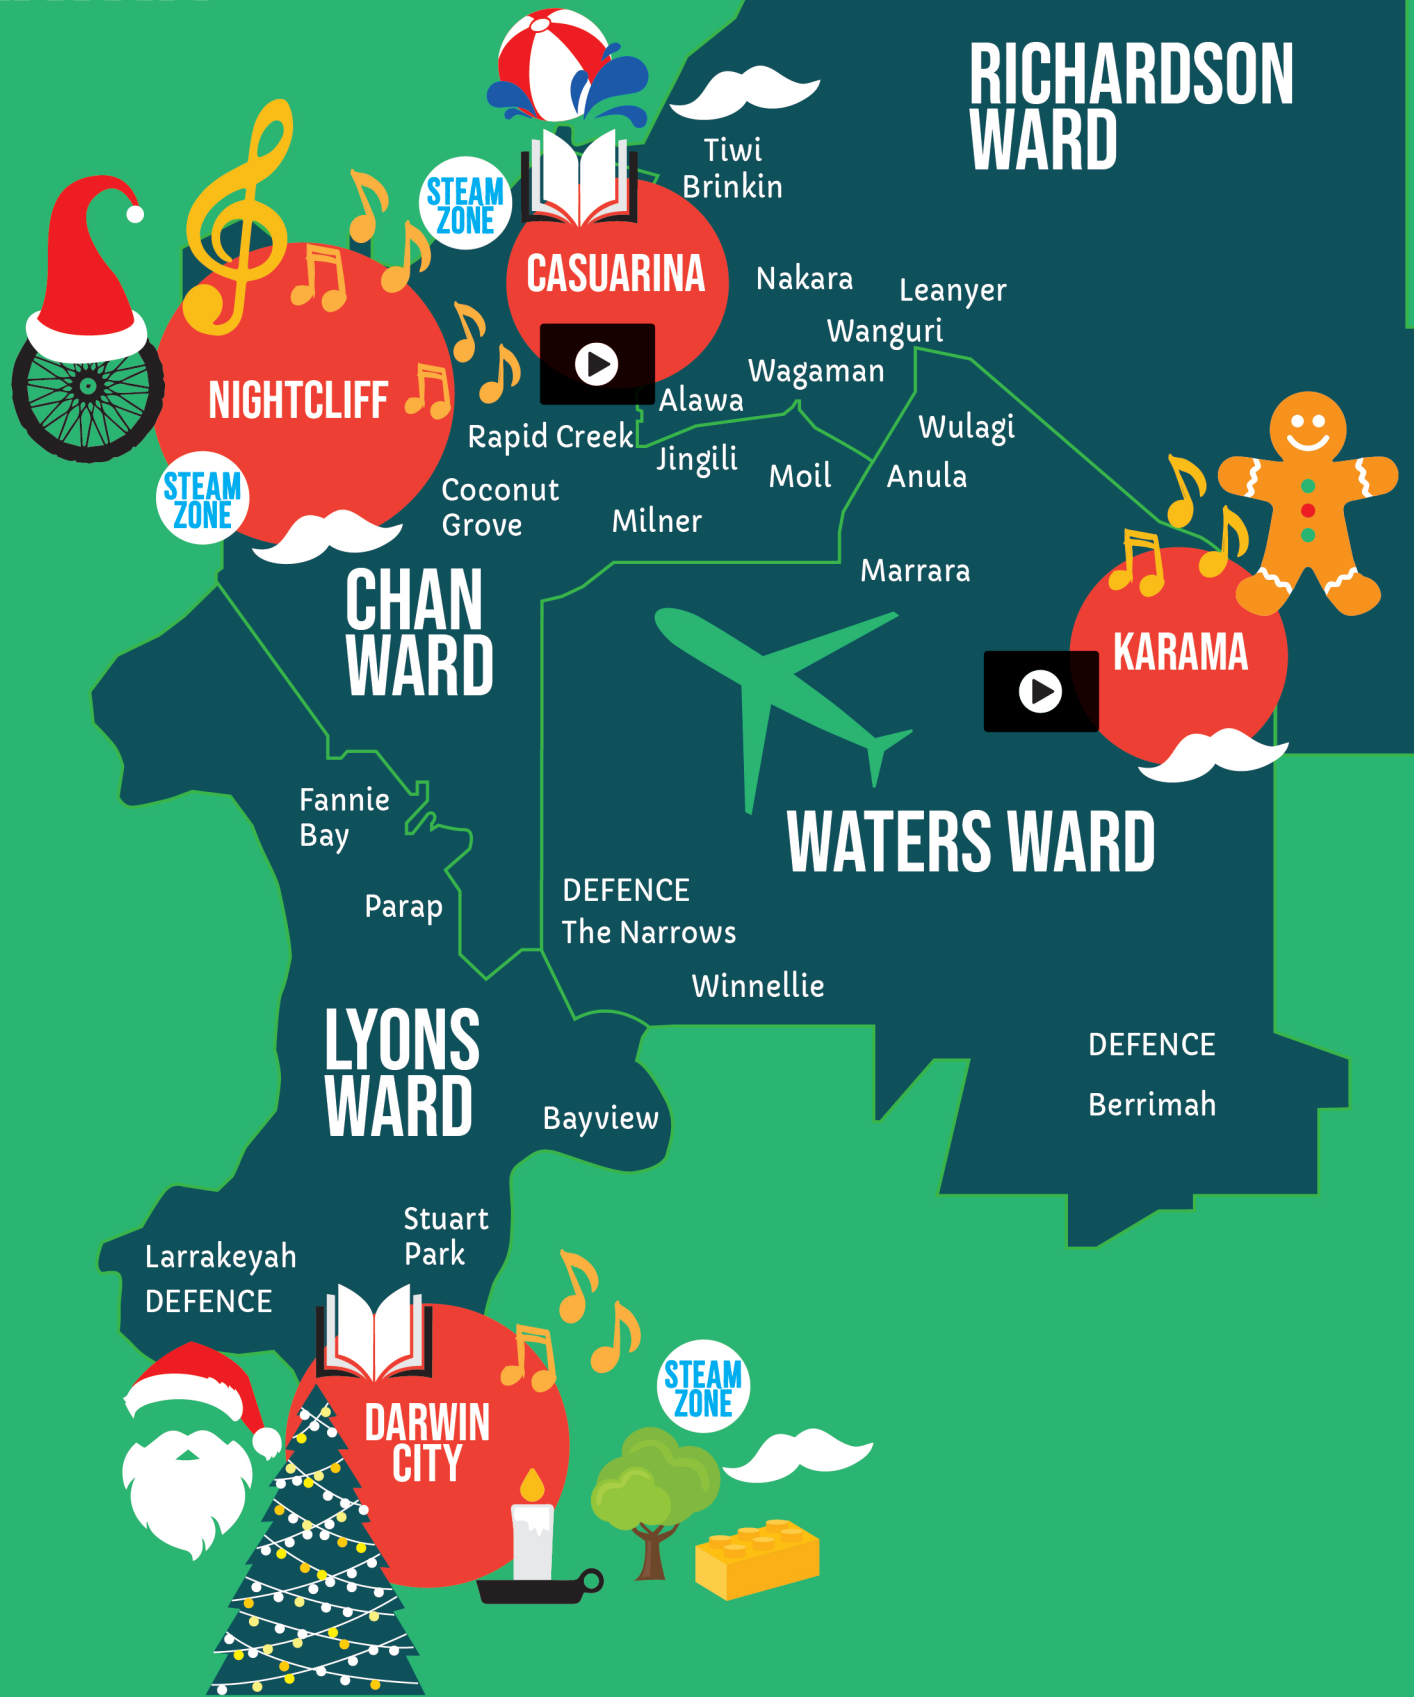 RICHARDSON
WARD
Tiwi
Brinkin
STEAM
ZONE
CASUARINA
Nakara
Leanyer
Wanguri
Wagaman
NIGHTCLIFF
Alawa
Rapid Creek
Wulagi
Jingili
Moil
Anula
STEAM
ZONE
Coconut
Grove
Milner
Marrara
CHAN
WARD
KARAMA
Fannie
Bay
WATERS WARD
Parap
DEFENCE
The Narrows
Winnellie
LYONS
WARD
DEFENCE
Berrimah
Bayview
Stuart
Park
Larrakeyah
DEFENCE
STEAM
ZONE
DARWIN
CITY